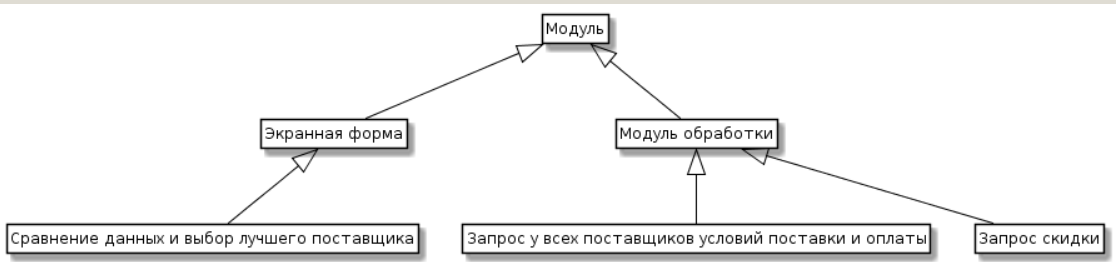 Модуль
Экранная форма
Модуль обработки
Сравнение данных и выбор лучшего поставщика
Запрос у всех поставщиков условий поставки и оплаты
Запрос скидки